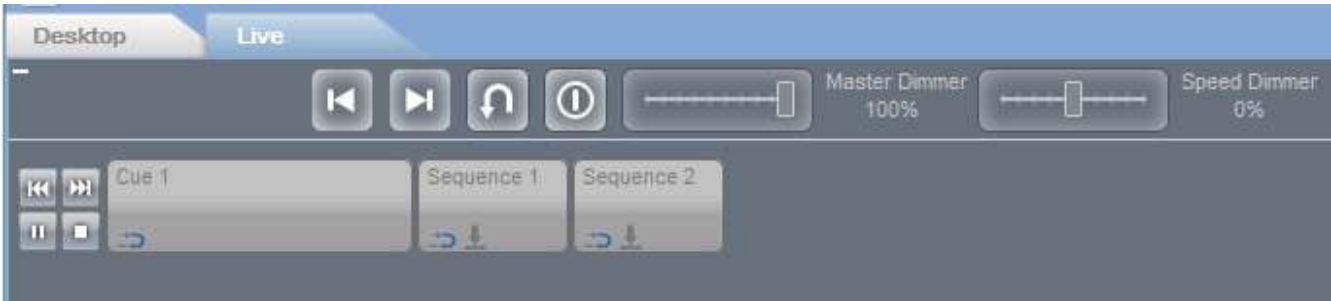 Desktop
Live
Master Dimmer
100%
Speed Dimmer
0%
Cue 1
Sequence 1
Sequence 2